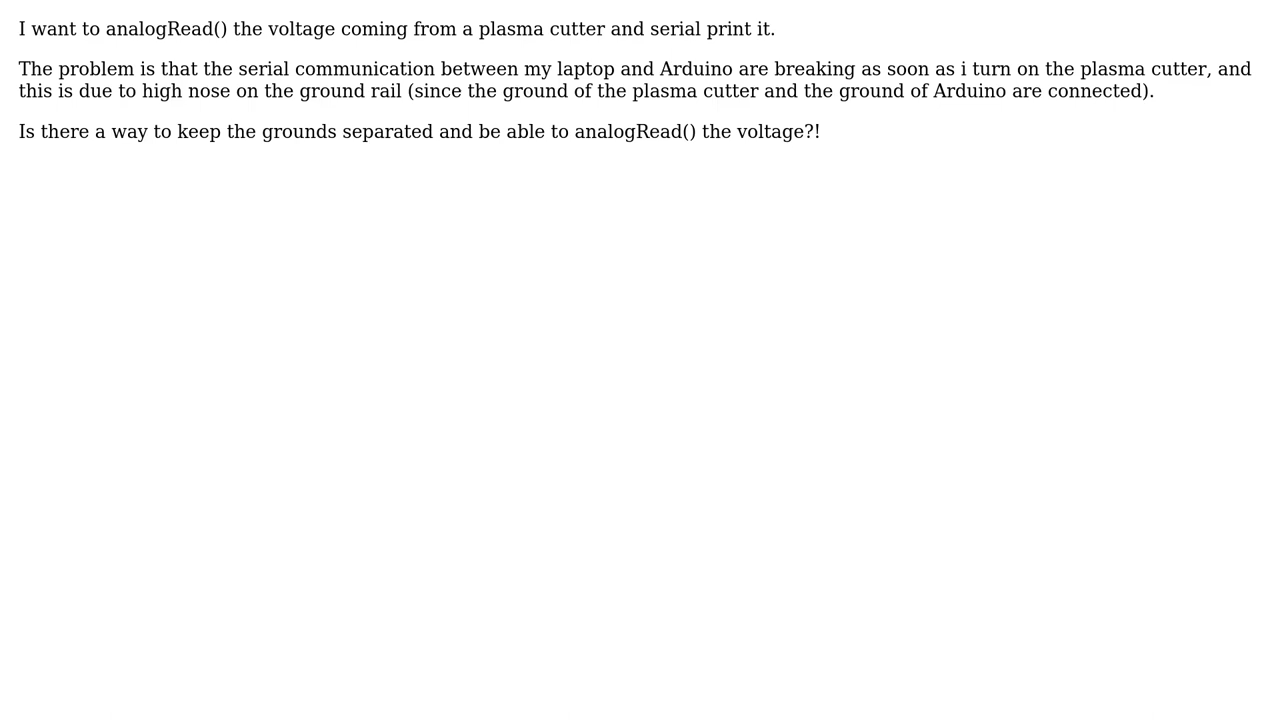 I want to analogRead() the voltage coming from a plasma cutter and serial print it.
The problem is that the serial communication between my laptop and Arduino are breaking as soon as i turn on the plasma cutter, and
this is due to high nose on the ground rail (since the ground of the plasma cutter and the ground of Arduino are connected).
Is there a way to keep the grounds separated and be able to analogRead() the voltage?!